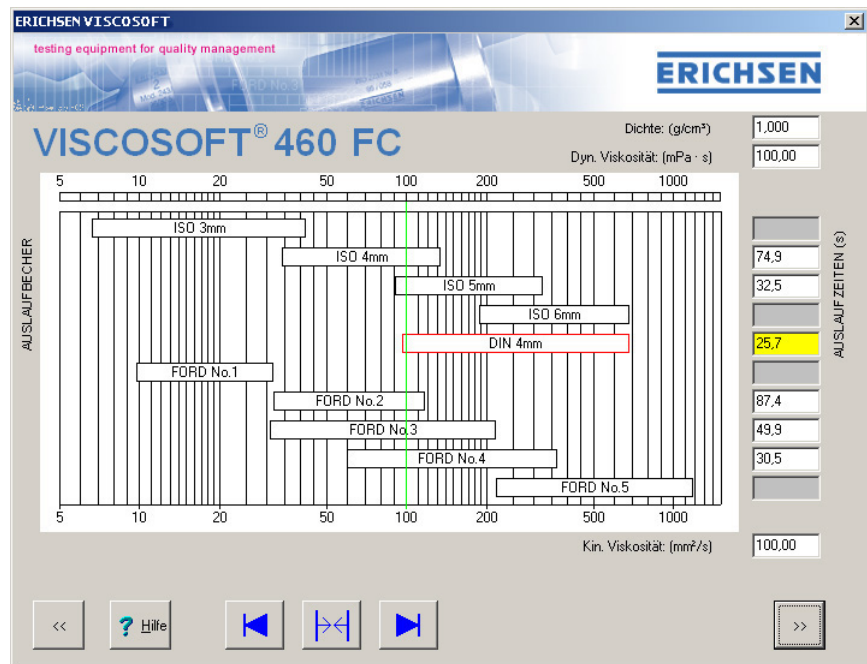 ERICHSEN VISCOSOFT
testing equipment for quality management
ERICHSEN
VISCOSOFT® 460 FC
Dichte: (g/cm³)
1,000
Dyn. Viskosität: (mPa · s)
100,00
5 10 20 50 100 200 500 1000
AUSLAUFBECHER
AUSLAUFZEITEN (s)
ISO 3mm
ISO 4mm
74,9
ISO 5mm
32,5
ISO 6mm
DIN 4mm
25,7
FORD No.1
FORD No.2
87,4
FORD No.3
49,9
FORD No.4
30,5
FORD No.5
5 10 20 50 100 200 500 1000
Kin. Viskosität: (mm²/s)
100,00
<<
? Hilfe
>>